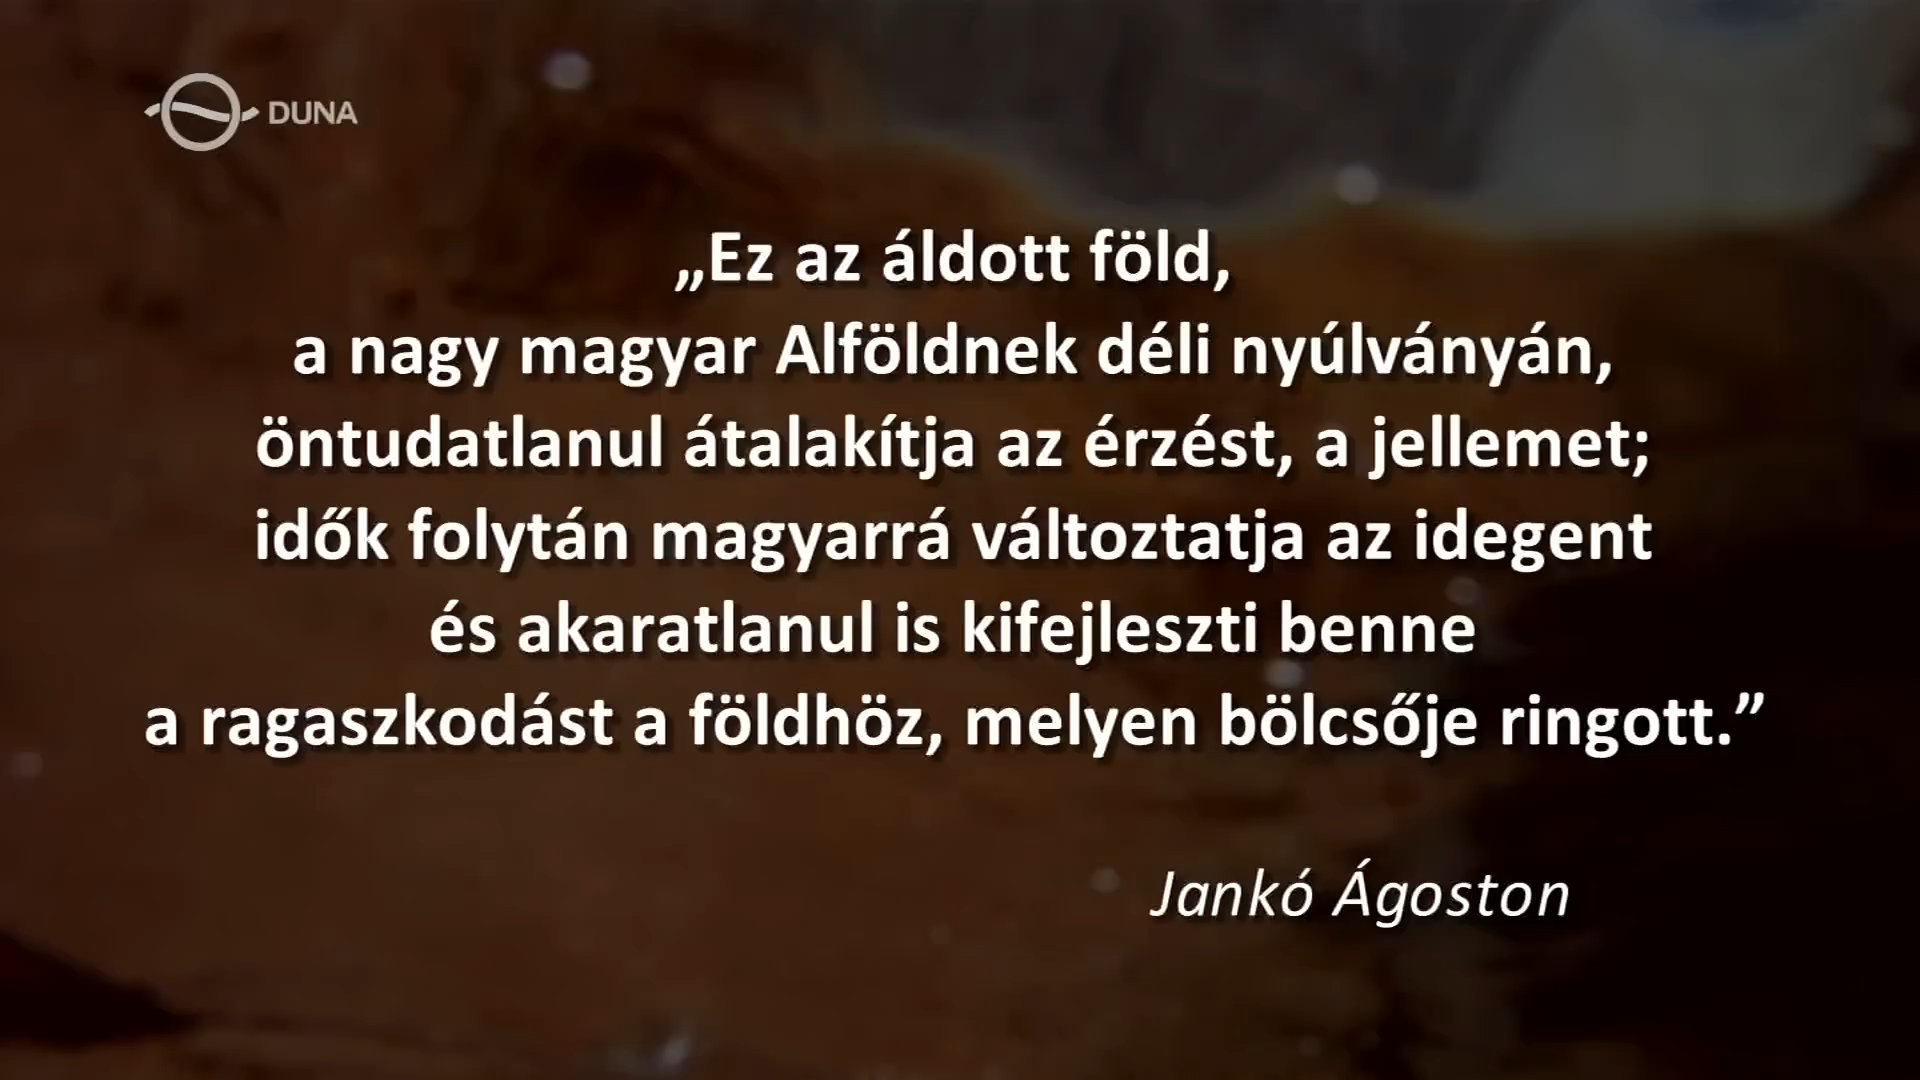 DUNA
„Ez az áldott föld,
a nagy magyar Alföldnek déli nyúlványán,
öntudatlanul átalakítja az érzést, a jellemet;
idők folytán magyarrá változtatja az idegent
és akaratlanul is kifejleszti benne
a ragaszkodást a földhöz, melyen bölcsője ringott.”
Jankó Ágoston